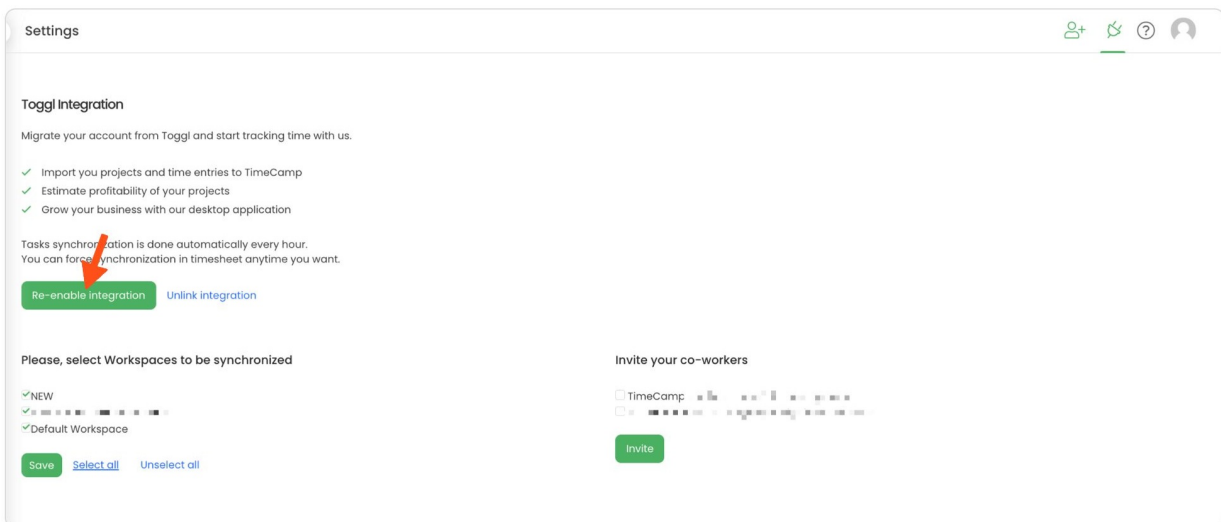 Settings
Toggl Integration
Migrate your account from Toggl and start tracking time with us.
Import you projects and time entries to TimeCamp
Estimate profitability of your projects
Grow your business with our desktop application
Tasks synchronization is done automatically every hour.
You can force synchronization in timesheet anytime you want.
Re-enable integration Unlink integration
Please, select Workspaces to be synchronized
NEW
Default Workspace
Save Select all Unselect all
Invite your co-workers
TimeCamp
Invite